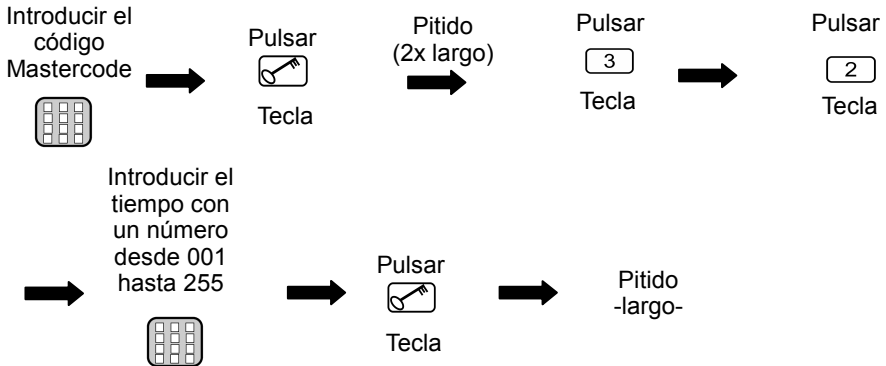 Introducir el
código
Mastercode
Pulsar
Tecla
Pitido
(2x largo)
Pulsar
3
Tecla
Pulsar
2
Tecla
Introducir el
tiempo con
un número
desde 001
hasta 255
Pulsar
Tecla
Pitido
-largo-